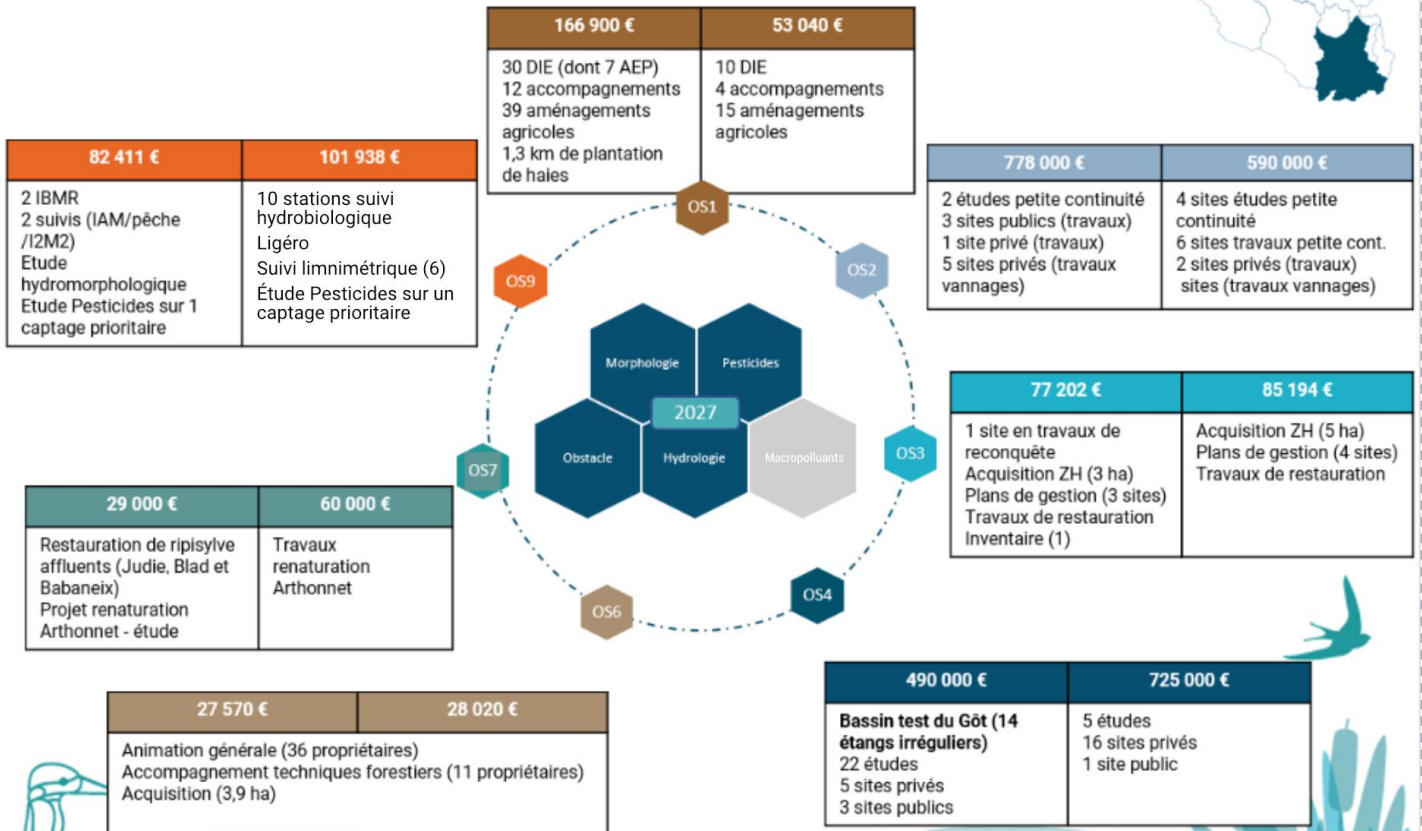 166 900 €
53 040 €
30 DIE (dont 7 AEP)
12 accompagnements
39 aménagements
agricoles
1,3 km de plantation
de haies
10 DIE
4 accompagnements
15 aménagements
agricoles
82 411 €
101 938 €
2 IBMR
2 suivis (IAM/pêche
/I2M2)
Etude
hydromorphologique
Etude Pesticides sur 1
captage prioritaire
10 stations suivi
hydrobiologique
Ligéro
Suivi limnimétrique (6)
Étude Pesticides sur un
captage prioritaire
778 000 €
590 000 €
2 études petite continuité
3 sites publics (travaux)
1 site privé (travaux)
5 sites privés (travaux
vannages)
4 sites études petite
continuité
6 sites travaux petite cont.
2 sites privés (travaux)
sites (travaux vannages)
OS1
OS2
OS9
Morphologie
Pesticides
2027
Obstacle
Hydrologie
Macropolluants
OS3
OS7
OS4
OS6
77 202 €
85 194 €
1 site en travaux de
reconquête
Acquisition ZH (3 ha)
Plans de gestion (3 sites)
Travaux de restauration
Inventaire (1)
Acquisition ZH (5 ha)
Plans de gestion (4 sites)
Travaux de restauration
29 000 €
60 000 €
Restauration de ripisylve
affluents (Judie, Blad et
Babaneix)
Projet renaturation
Arthonnet - étude
Travaux
renaturation
Arthonnet
27 570 €
28 020 €
Animation générale (36 propriétaires)
Accompagnement techniques forestiers (11 propriétaires)
Acquisition (3,9 ha)
490 000 €
725 000 €
Bassin test du Gôt (14
étangs irréguliers)
22 études
5 sites privés
3 sites publics
5 études
16 sites privés
1 site public